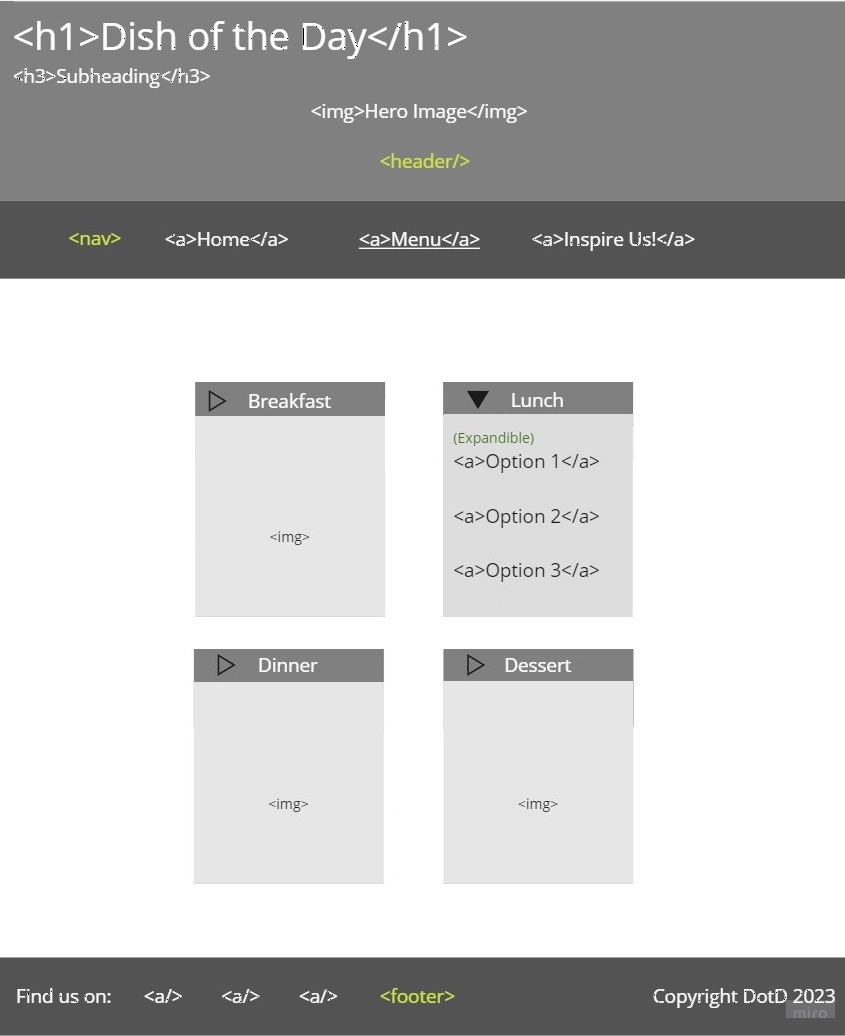 <h1>Dish of the Day</h1>
<h3>Subheading</h3>
<img>Hero Image</img>
<header/>
<nav> <a>Home</a> <a>Menu</a> <a>Inspire Us!</a>
Breakfast
<img>
Lunch
(Expandible)
<a>Option 1</a>
<a>Option 2</a>
<a>Option 3</a>
Dinner
<img>
Dessert
<img>
Find us on: <a/> <a/> <a/> <footer> Copyright DotD 2023
miro